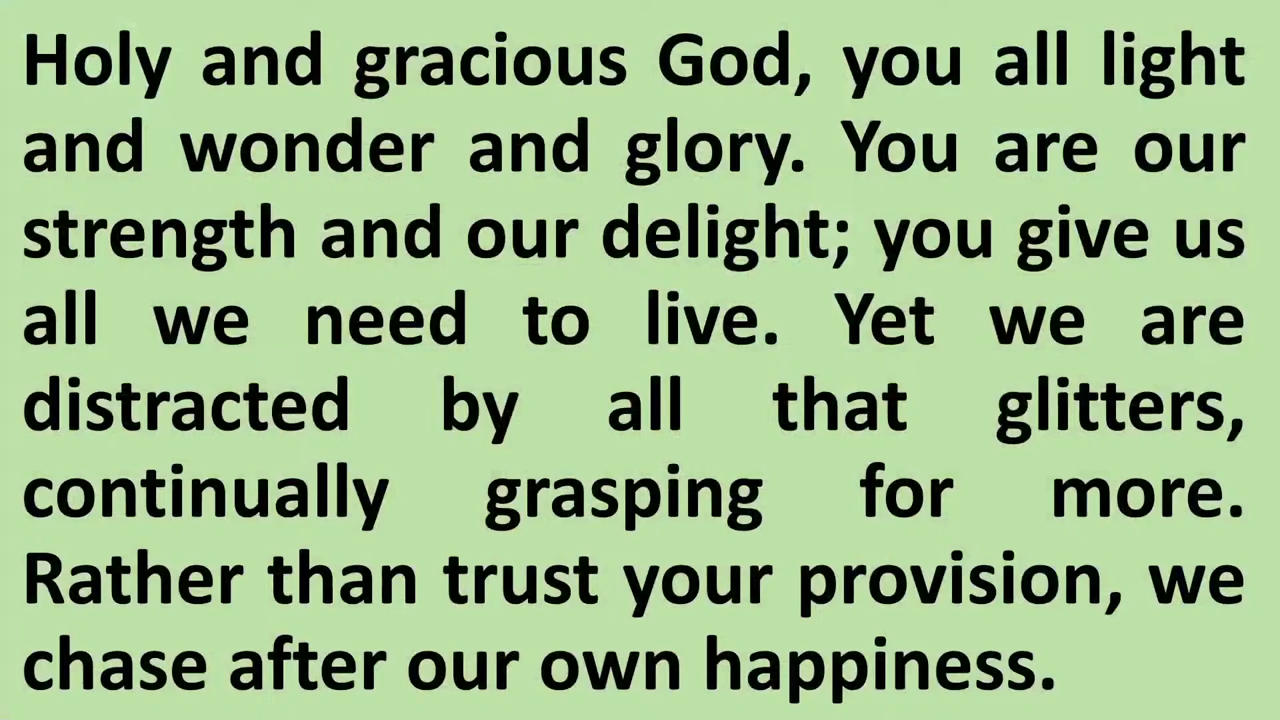 Holy and gracious God, you all light
and wonder and glory. You are our
strength and our delight; you give us
all we need to live. Yet we are
distracted by all that glitters,
continually grasping for more.
Rather than trust your provision, we
chase after our own happiness.